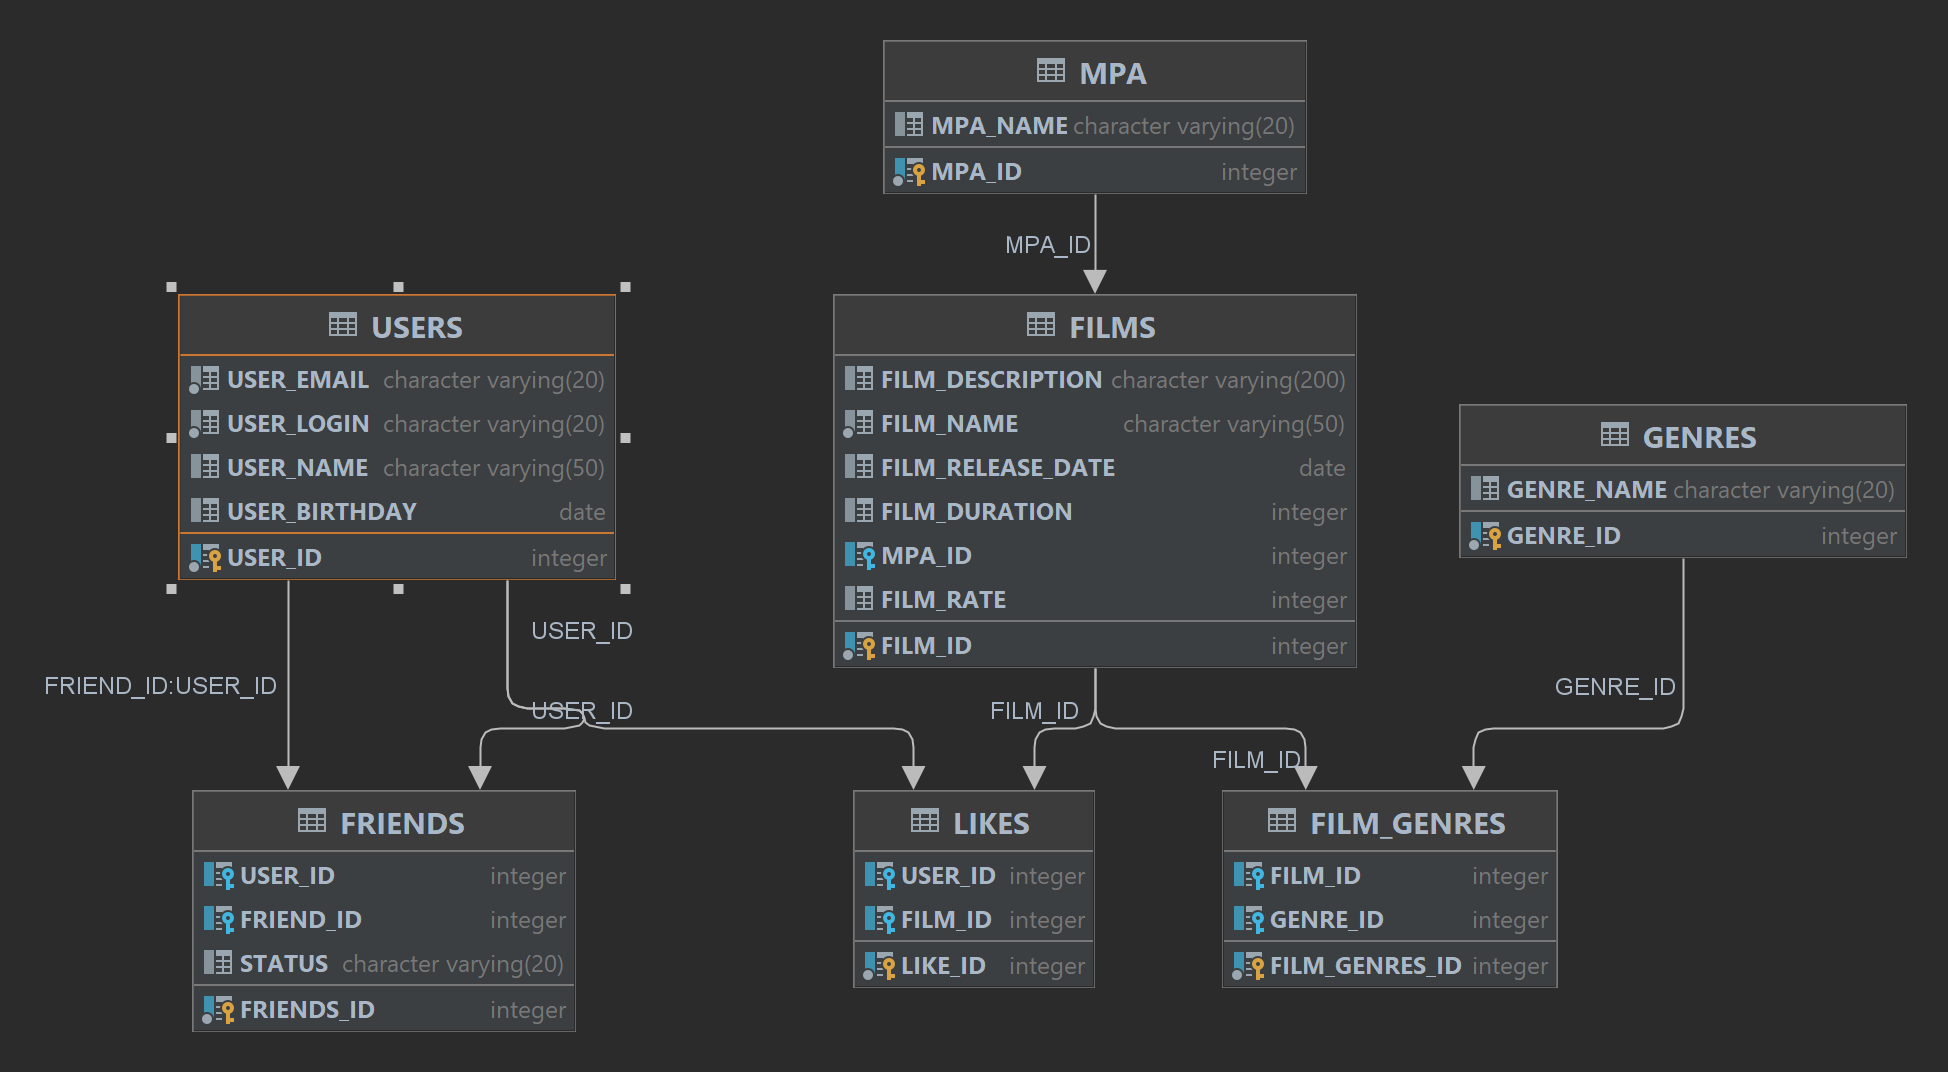 MPA
MPA_NAME character varying(20)
MPA_ID integer
MPA_ID
USERS
USER_EMAIL character varying(20)
USER_LOGIN character varying(20)
USER_NAME character varying(50)
USER_BIRTHDAY date
USER_ID integer
FILMS
FILM_DESCRIPTION character varying(200)
FILM_NAME character varying(50)
FILM_RELEASE_DATE date
FILM_DURATION integer
MPA_ID integer
FILM_RATE integer
FILM_ID integer
GENRES
GENRE_NAME character varying(20)
GENRE_ID integer
USER_ID
FRIEND_ID:USER_ID
USER_ID
FILM_ID
GENRE_ID
FILM_ID
FRIENDS
USER_ID integer
FRIEND_ID integer
STATUS character varying(20)
FRIENDS_ID integer
LIKES
USER_ID integer
FILM_ID integer
LIKE_ID integer
FILM_GENRES
FILM_ID integer
GENRE_ID integer
FILM_GENRES_ID integer